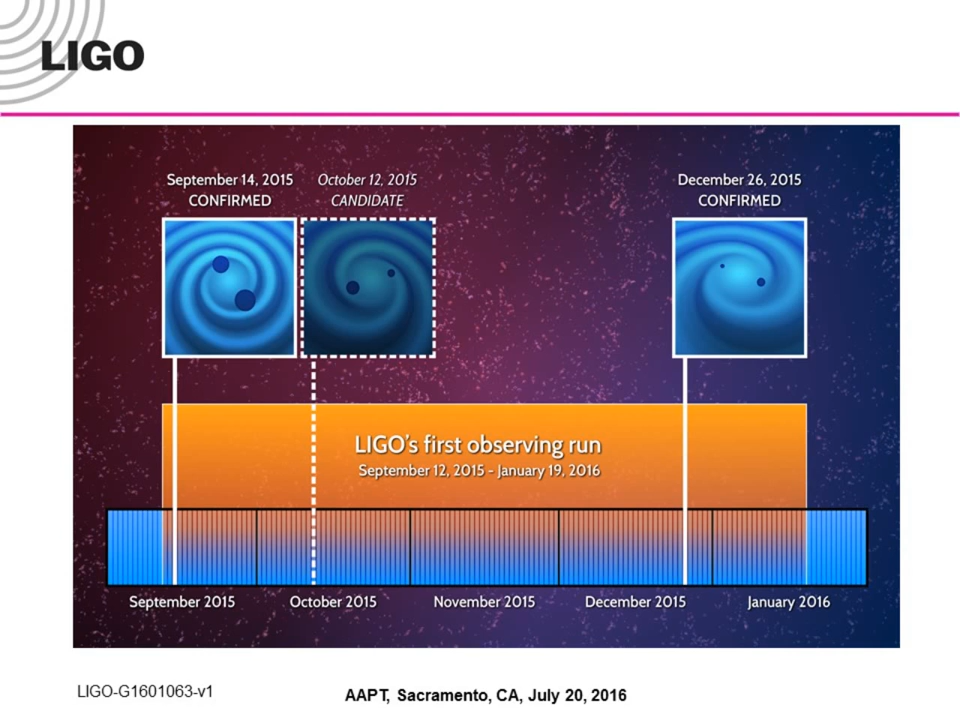 LIGO
September 14, 2015
CONFIRMED
October 12, 2015
CANDIDATE
December 26, 2015
CONFIRMED
LIGO's first observing run
September 12, 2015 - January 19, 2016
September 2015
October 2015
November 2015
December 2015
January 2016
LIGO-G1601063-v1
AAPT, Sacramento, CA, July 20, 2016